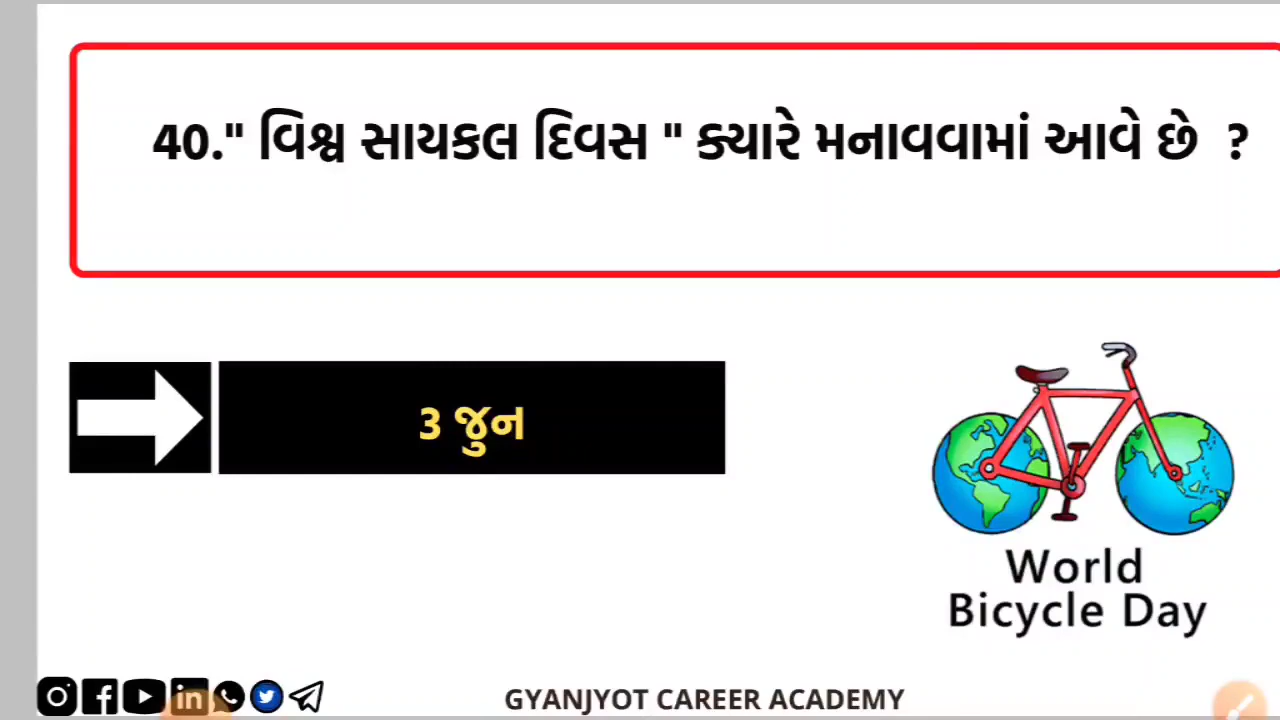 40." વિશ્વ સાયકલ દિવસ " ક્યારે મનાવવામાં આવે છે ?
3 જુન
World
Bicycle Day
GYANJYOT CAREER ACADEMY